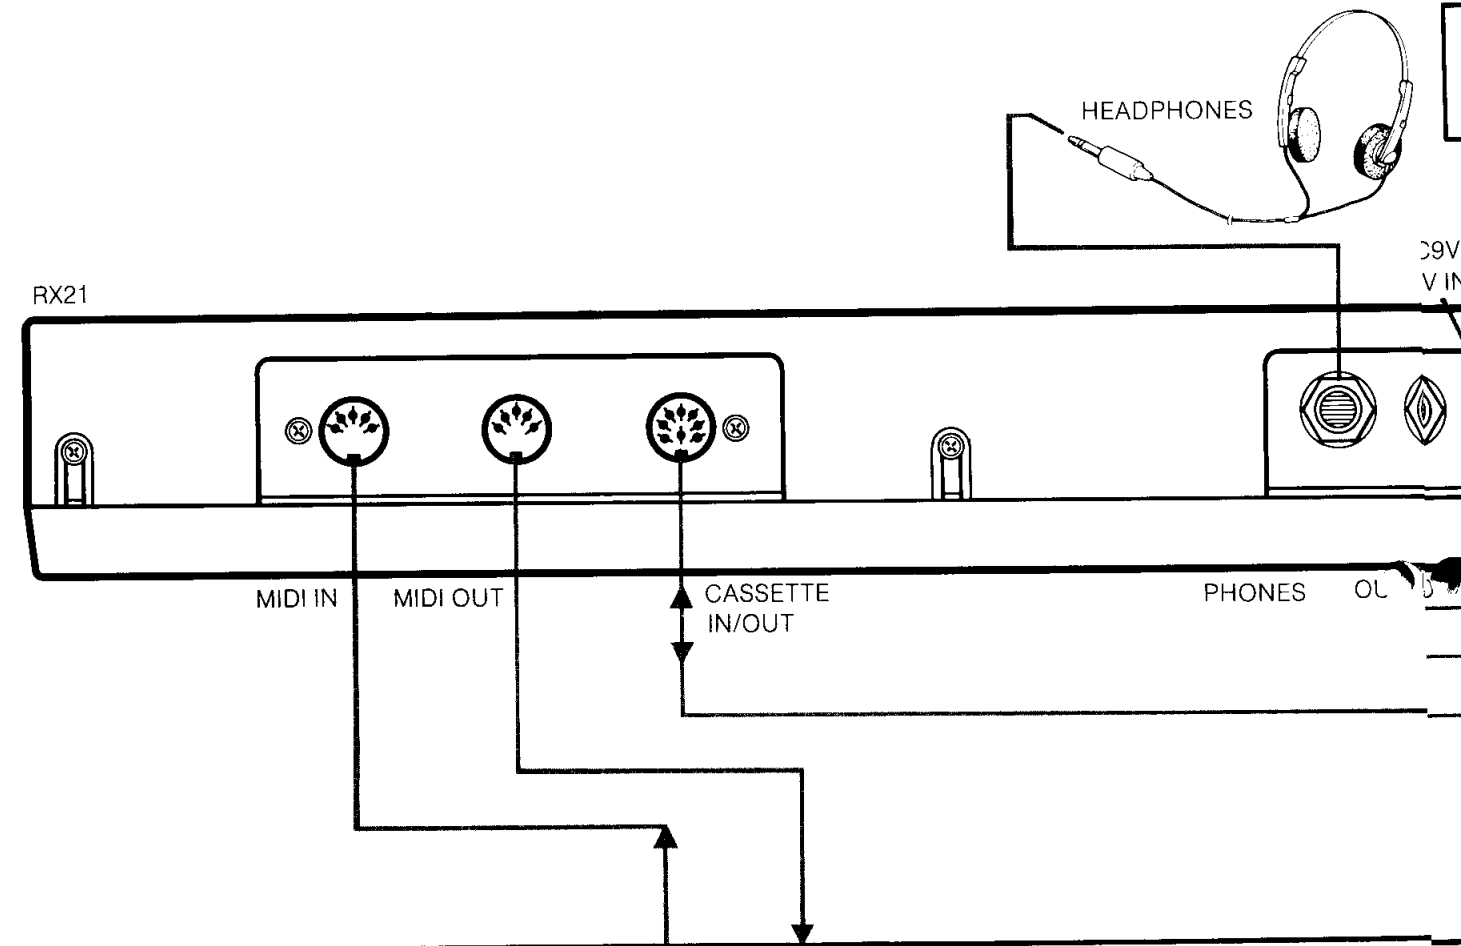 HEADPHONES
RX21
MIDI IN
MIDI OUT
CASSETTE
IN/OUT
PHONES